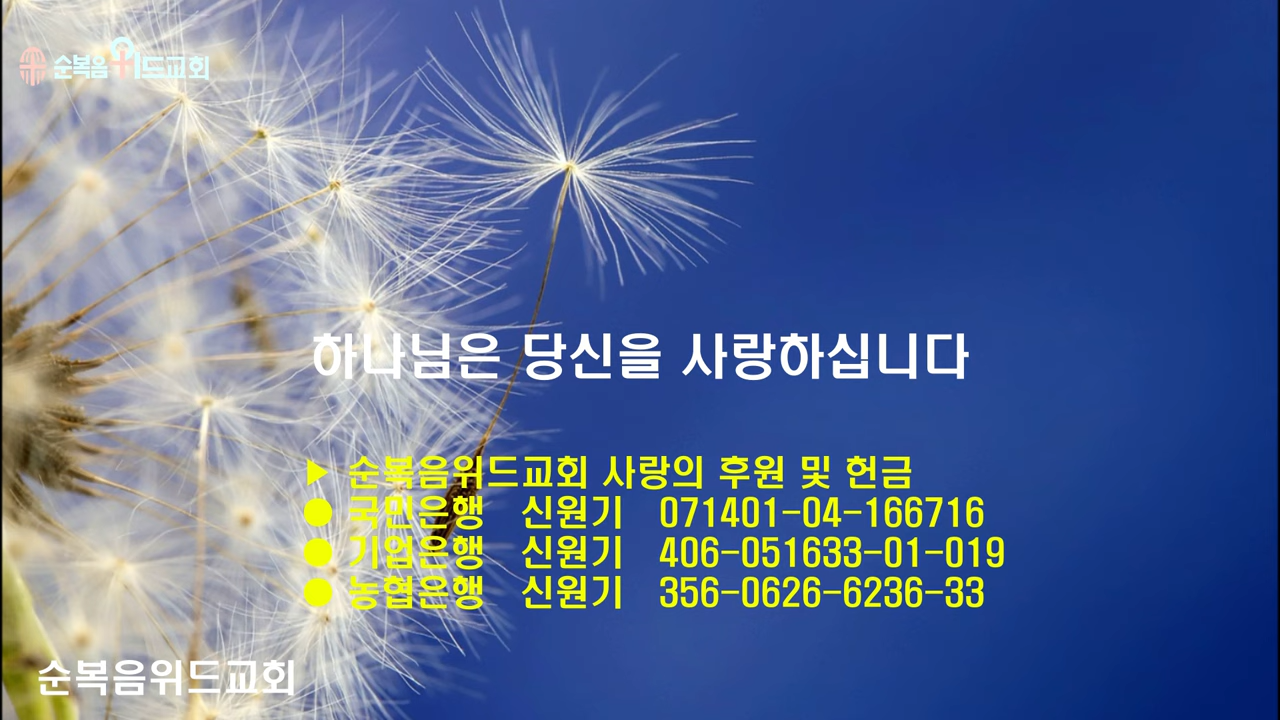 순복음위드교회
하나님은 당신을 사랑하십니다
▶ 순복음위드교회 사랑의 후원 및 헌금
● 국민은행 신원기 071401-04-166716
● 기업은행 신원기 406-051633-01-019
● 농협은행 신원기 356-0626-6236-33
순복음위드교회